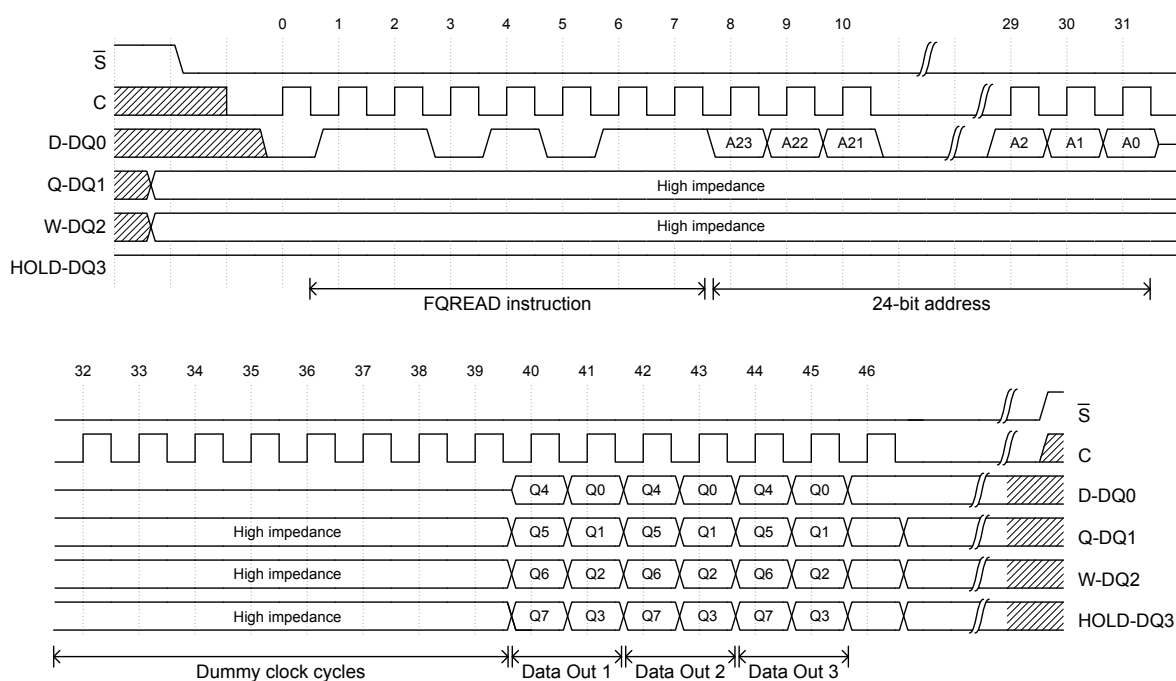 0 1 2 3 4 5 6 7 8 9 10 29 30 31
S
C
D-DQ0 A23 A22 A21 A2 A1 A0
Q-DQ1 High impedance
W-DQ2 High impedance
HOLD-DQ3
FQREAD instruction 24-bit address
32 33 34 35 36 37 38 39 40 41 42 43 44 45 46
S
C
Q4 Q0 Q4 Q0 Q4 Q0 D-DQ0
High impedance Q5 Q1 Q5 Q1 Q5 Q1 Q-DQ1
High impedance Q6 Q2 Q6 Q2 Q6 Q2 W-DQ2
High impedance Q7 Q3 Q7 Q3 Q7 Q3 HOLD-DQ3
Dummy clock cycles Data Out 1 Data Out 2 Data Out 3